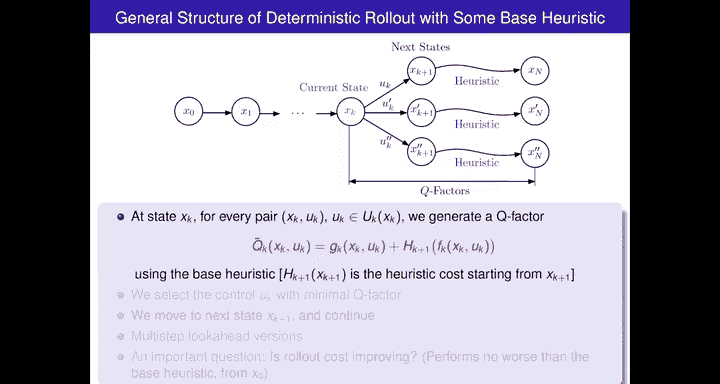 General Structure of Deterministic Rollout with Some Base Heuristic
Next States
Current State
x_0
x_1
...
x_k
u_k
u'_k
u''_k
x_{k+1}
x'_{k+1}
x''_{k+1}
Heuristic
Heuristic
Heuristic
x_N
x'_N
x''_N
Q-Factors
At state x_k, for every pair (x_k, u_k), u_k ∈ U_k(x_k), we generate a Q-factor
Q̃_k(x_k, u_k) = g_k(x_k, u_k) + H_{k+1}(f_k(x_k, u_k))
using the base heuristic [H_{k+1}(x_{k+1}) is the heuristic cost starting from x_{k+1}]
We select the control u_k with minimal Q-factor
We move to next state x_{k+1}, and continue
Multistep lookahead versions
An important question: Is rollout cost improving? (Performs no worse than the
base heuristic, from x_0)